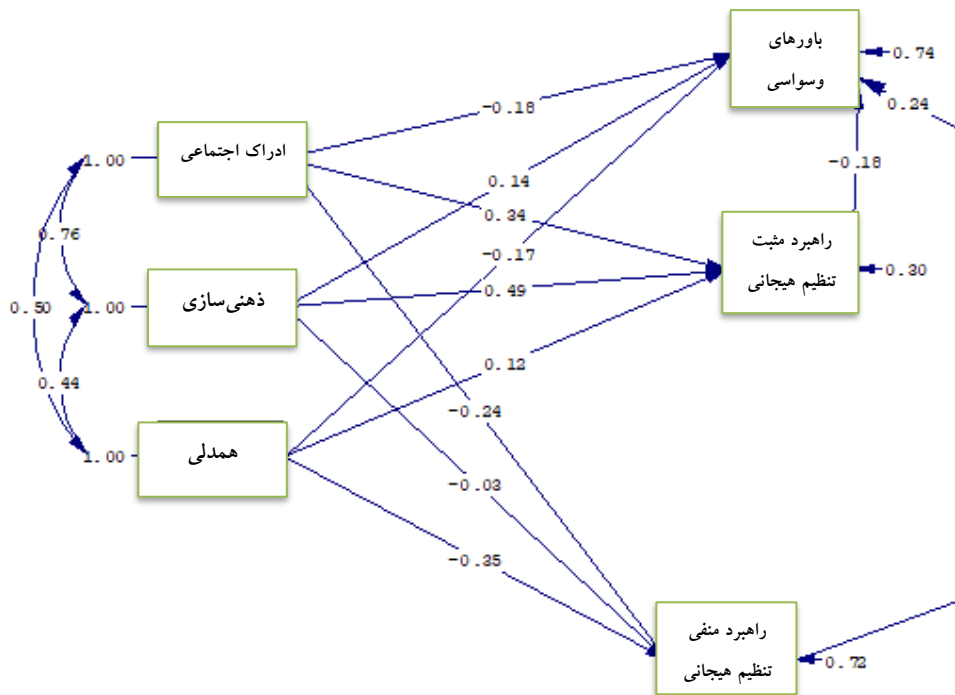 باورهای
وسواسی
0.74
0.24
-0.18
1.00
ادراک اجتماعی
-0.18
0.14
0.34
-0.17
راهبرد مثبت
تنظیم هیجانی
0.30
0.76
1.00
ذهنی‌سازی
0.49
0.50
0.44
0.12
-0.24
1.00
همدلی
-0.03
-0.35
راهبرد منفی
تنظیم هیجانی
0.72